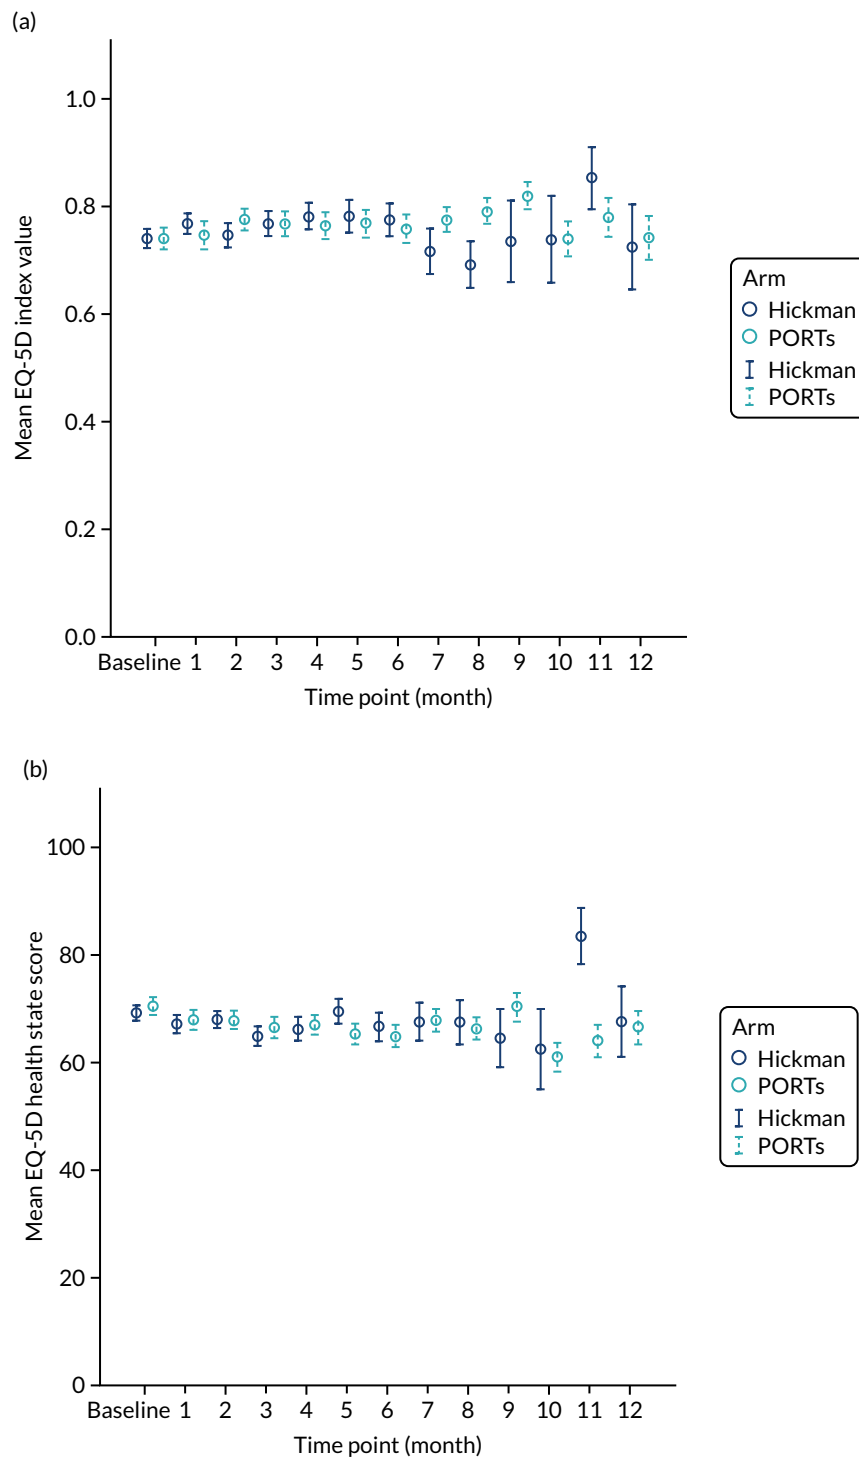 (a)
Mean EQ-5D index value
1.0
0.8
0.6
0.4
0.2
0.0
Baseline 1 2 3 4 5 6 7 8 9 10 11 12
Time point (month)
Arm
Hickman
PORTs
Hickman
PORTs
(b)
Mean EQ-5D health state score
100
80
60
40
20
0
Baseline 1 2 3 4 5 6 7 8 9 10 11 12
Time point (month)
Arm
Hickman
PORTs
Hickman
PORTs